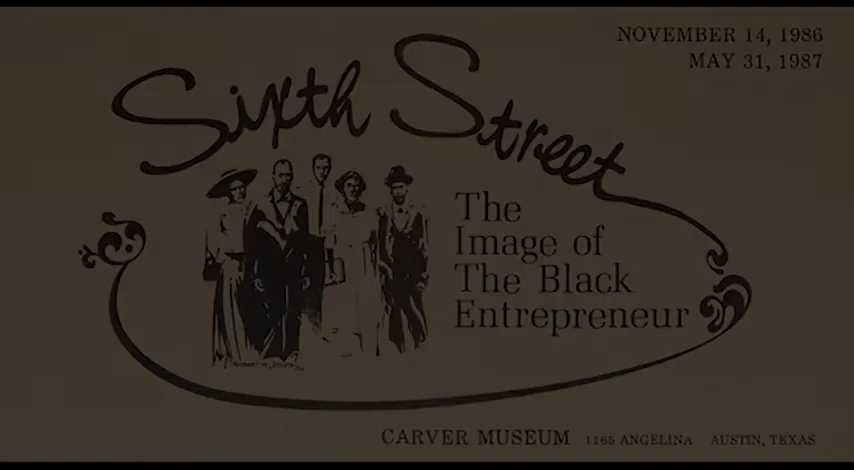 NOVEMBER 14, 1986
MAY 31, 1987
Sixth Street
The
Image of
The Black
Entrepreneur
CARVER MUSEUM 1165 ANGELINA AUSTIN, TEXAS